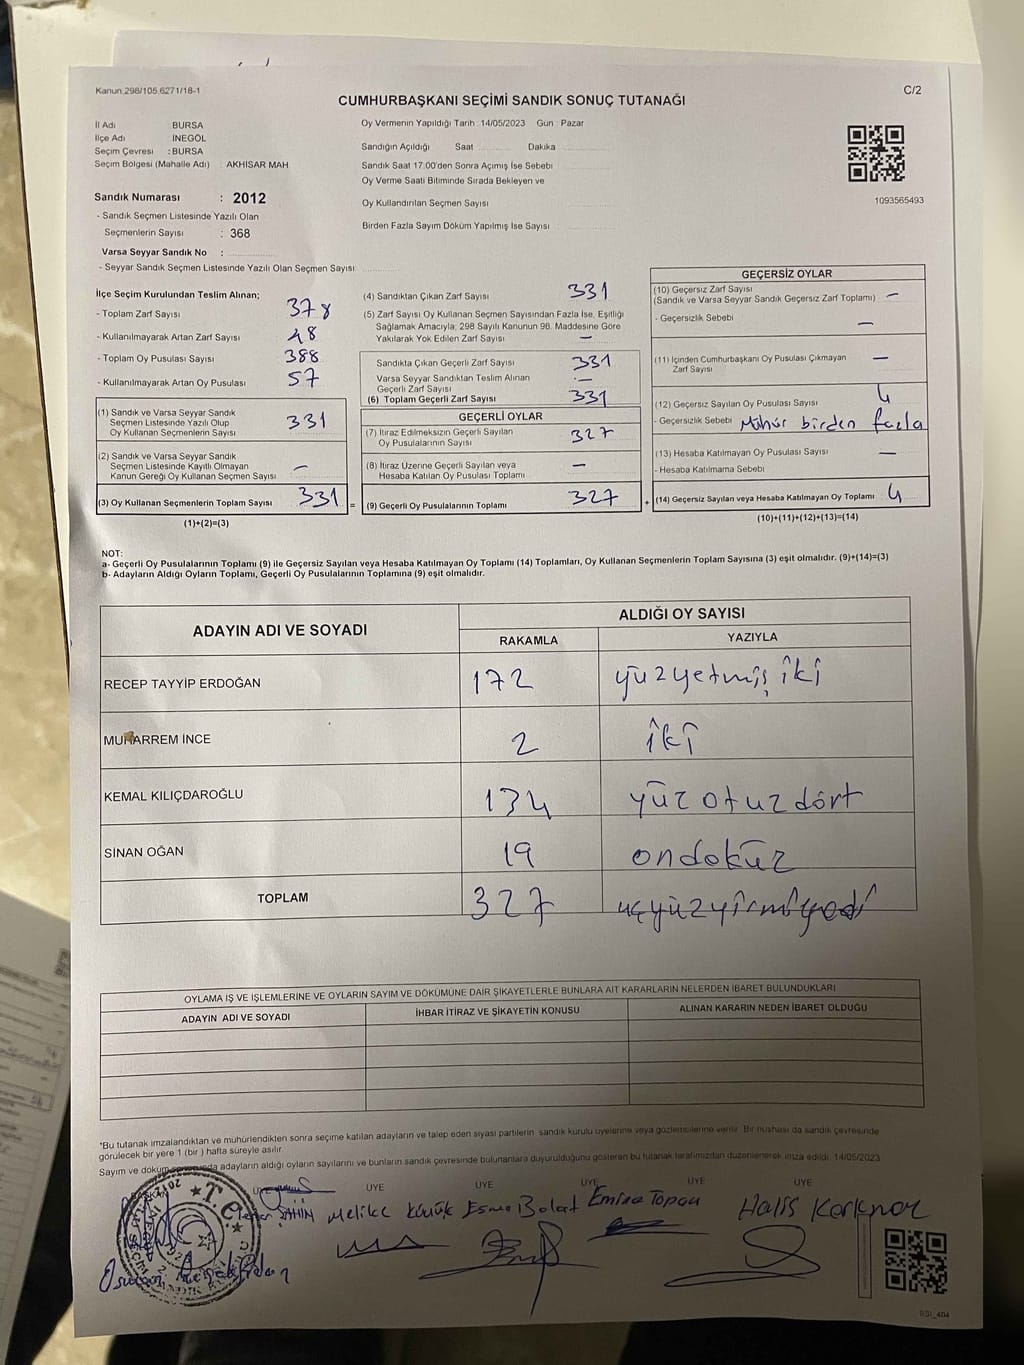 Kanun 298/105.6271/18-1
C/2
CUMHURBAŞKANI SEÇİMİ SANDIK SONUÇ TUTANAĞI
İl Adı BURSA
İlçe Adı İNEGÖL
Seçim Çevresi : BURSA
Seçim Bölgesi (Mahalle Adı) : AKHİSAR MAH.
Oy Vermenin Yapıldığı Tarih : 14/05/2023 Gün : Pazar
Sandığın Açıldığı Saat Dakika
Sandık Saat 17:00'den Sonra Açımış İse Sebebi
Oy Verme Saati Bitiminde Sırada Bekleyen ve
Oy Kullandırılan Seçmen Sayısı
Birden Fazla Sayım Döküm Yapılmış İse Sayısı
1093565493
Sandık Numarası : 2012
- Sandık Seçmen Listesinde Yazılı Olan
Seçmenlerin Sayısı : 368
Varsa Seyyar Sandık No :
- Seyyar Sandık Seçmen Listesinde Yazılı Olan Seçmen Sayısı
İlçe Seçim Kurulundan Teslim Alınan;
- Toplam Zarf Sayısı 378
- Kullanılmayarak Artan Zarf Sayısı 48
- Toplam Oy Pusulası Sayısı 388
- Kullanılmayarak Artan Oy Pusulası 57
(1) Sandık ve Varsa Seyyar Sandık
Seçmen Listesinde Yazılı Olup
Oy Kullanan Seçmenlerin Sayısı 331
(2) Sandık ve Varsa Seyyar Sandık
Seçmen Listesinde Kayıtlı Olmayan
Kanun Gereği Oy Kullanan Seçmen Sayısı —
(3) Oy Kullanan Seçmenlerin Toplam Sayısı 331
(1)+(2)=(3)
(4) Sandıktan Çıkan Zarf Sayısı 331
(5) Zarf Sayısı Oy Kullanan Seçmen Sayısından Fazla İse, Eşitliği
Sağlamak Amacıyla; 298 Sayılı Kanunun 98. Maddesine Göre
Yakılarak Yok Edilen Zarf Sayısı —
Sandıkta Çıkan Geçerli Zarf Sayısı 331
Varsa Seyyar Sandıktan Teslim Alınan
Geçerli Zarf Sayısı —
(6) Toplam Geçerli Zarf Sayısı 331
GEÇERLİ OYLAR
(7) İtiraz Edilmeksizin Geçerli Sayılan
Oy Pusulalarının Sayısı 327
(8) İtiraz Üzerine Geçerli Sayılan veya
Hesaba Katılan Oy Pusulası Toplamı —
= (9) Geçerli Oy Pusulalarının Toplamı 327
GEÇERSİZ OYLAR
(10) Geçersiz Zarf Sayısı
(Sandık ve Varsa Seyyar Sandık Geçersiz Zarf Toplamı) —
- Geçersizlik Sebebi —
(11) İçinden Cumhurbaşkanı Oy Pusulası Çıkmayan
Zarf Sayısı —
(12) Geçersiz Sayılan Oy Pusulası Sayısı 4
- Geçersizlik Sebebi Mühür birden fazla
(13) Hesaba Katılmayan Oy Pusulası Sayısı —
- Hesaba Katılmama Sebebi
+ (14) Geçersiz Sayılan veya Hesaba Katılmayan Oy Toplamı 4
(10)+(11)+(12)+(13)=(14)
NOT:
a- Geçerli Oy Pusulalarının Toplamı (9) ile Geçersiz Sayılan veya Hesaba Katılmayan Oy Toplamı (14) Toplamları, Oy Kullanan Seçmenlerin Toplam Sayısına (3) eşit olmalıdır. (9)+(14)=(3)
b- Adayların Aldığı Oyların Toplamı, Geçerli Oy Pusulalarının Toplamına (9) eşit olmalıdır.
ADAYIN ADI VE SOYADI ALDIĞI OY SAYISI
RAKAMLA YAZIYLA
RECEP TAYYİP ERDOĞAN 172 yüzyetmiş iki
MUHARREM İNCE 2 iki
KEMAL KILIÇDAROĞLU 134 yüz otuz dört
SİNAN OĞAN 19 ondokuz
TOPLAM 327 üçyüzyirmiyedi
OYLAMA İŞ VE İŞLEMLERİNE VE OYLARIN SAYIM VE DÖKÜMÜNE DAİR ŞİKAYETLERLE BUNLARA AİT KARARLARIN NELERDEN İBARET BULUNDUKLARI
ADAYIN ADI VE SOYADI İHBAR İTİRAZ VE ŞİKAYETİN KONUSU ALINAN KARARIN NEDEN İBARET OLDUĞU
*Bu tutanak imzalandıktan ve mühürlendikten sonra seçime katılan adayların ve talep eden siyasi partilerin sandık kurulu üyelerine veya gözlemcilerine verilir. Bir nüshası da sandık çevresinde
görülecek bir yere 1 (bir) hafta süreyle asılır.
Sayım ve döküm adayların aldığı oyların sayılarını ve bunların sandık çevresinde bulunanlara duyurulduğunu gösteren bu tutanak tarafımızdan düzenlenerek imza edildi. 14/05/2023
BAŞKAN ÜYE ÜYE ÜYE ÜYE ÜYE
ŞAHİN Melike Küçük Esma Bolat Emine Topau Halis Korkmaz
Osman
T.C.
SSİ_404